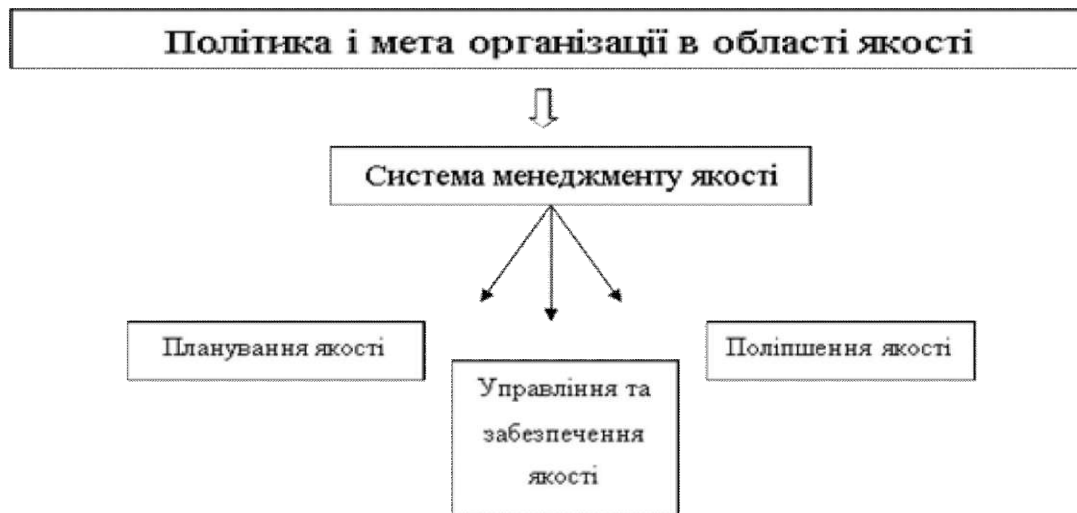 Політика і мета організації в області якості
Система менеджменту якості
Планування якості
Поліпшення якості
Управління та
забезпечення
якості